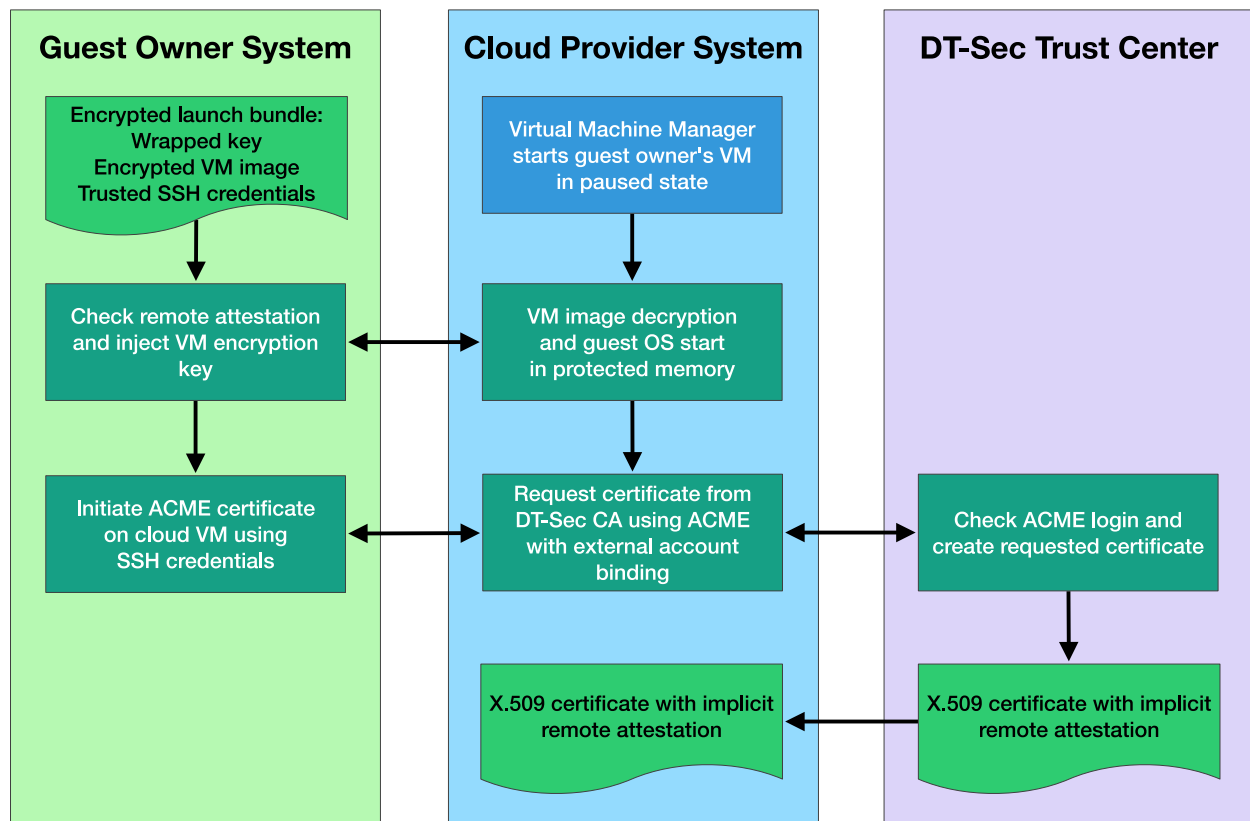 Guest Owner System
Encrypted launch bundle:
Wrapped key
Encrypted VM image
Trusted SSH credentials
Check remote attestation
and inject VM encryption
key
Initiate ACME certificate
on cloud VM using
SSH credentials
Cloud Provider System
Virtual Machine Manager
starts guest owner's VM
in paused state
VM image decryption
and guest OS start
in protected memory
Request certificate from
DT-Sec CA using ACME
with external account
binding
X.509 certificate with implicit
remote attestation
DT-Sec Trust Center
Check ACME login and
create requested certificate
X.509 certificate with implicit
remote attestation